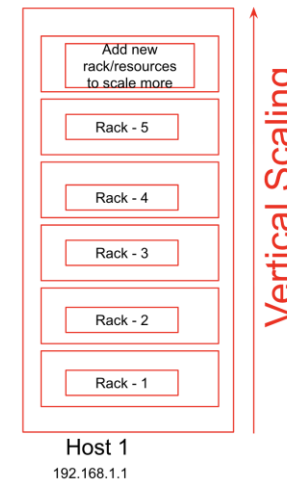 Add new
rack/resources
to scale more
Rack - 5
Rack - 4
Rack - 3
Rack - 2
Rack - 1
Vertical Scaling
Host 1
192.168.1.1